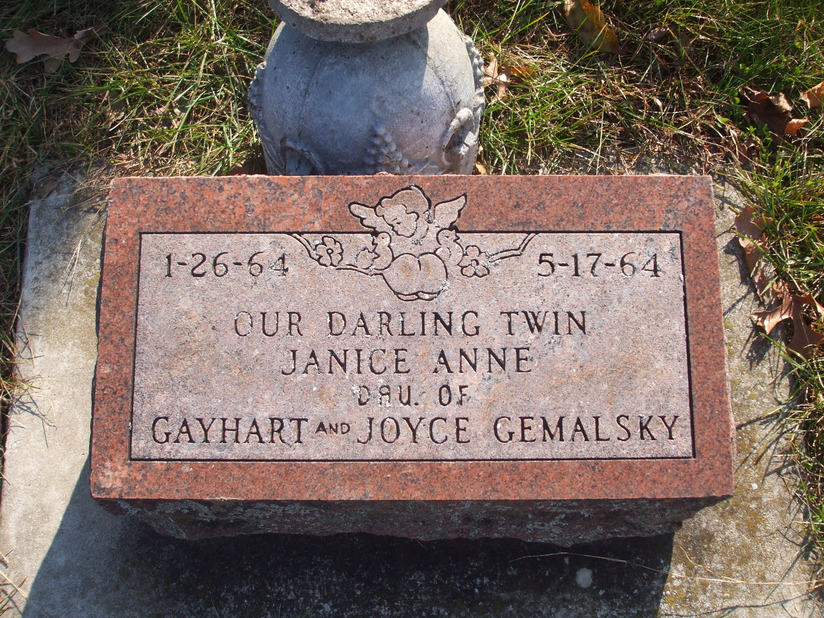 1-26-64 5-17-64
OUR DARLING TWIN
JANICE ANNE
DAU. OF
GAYHART AND JOYCE GEMALSKY